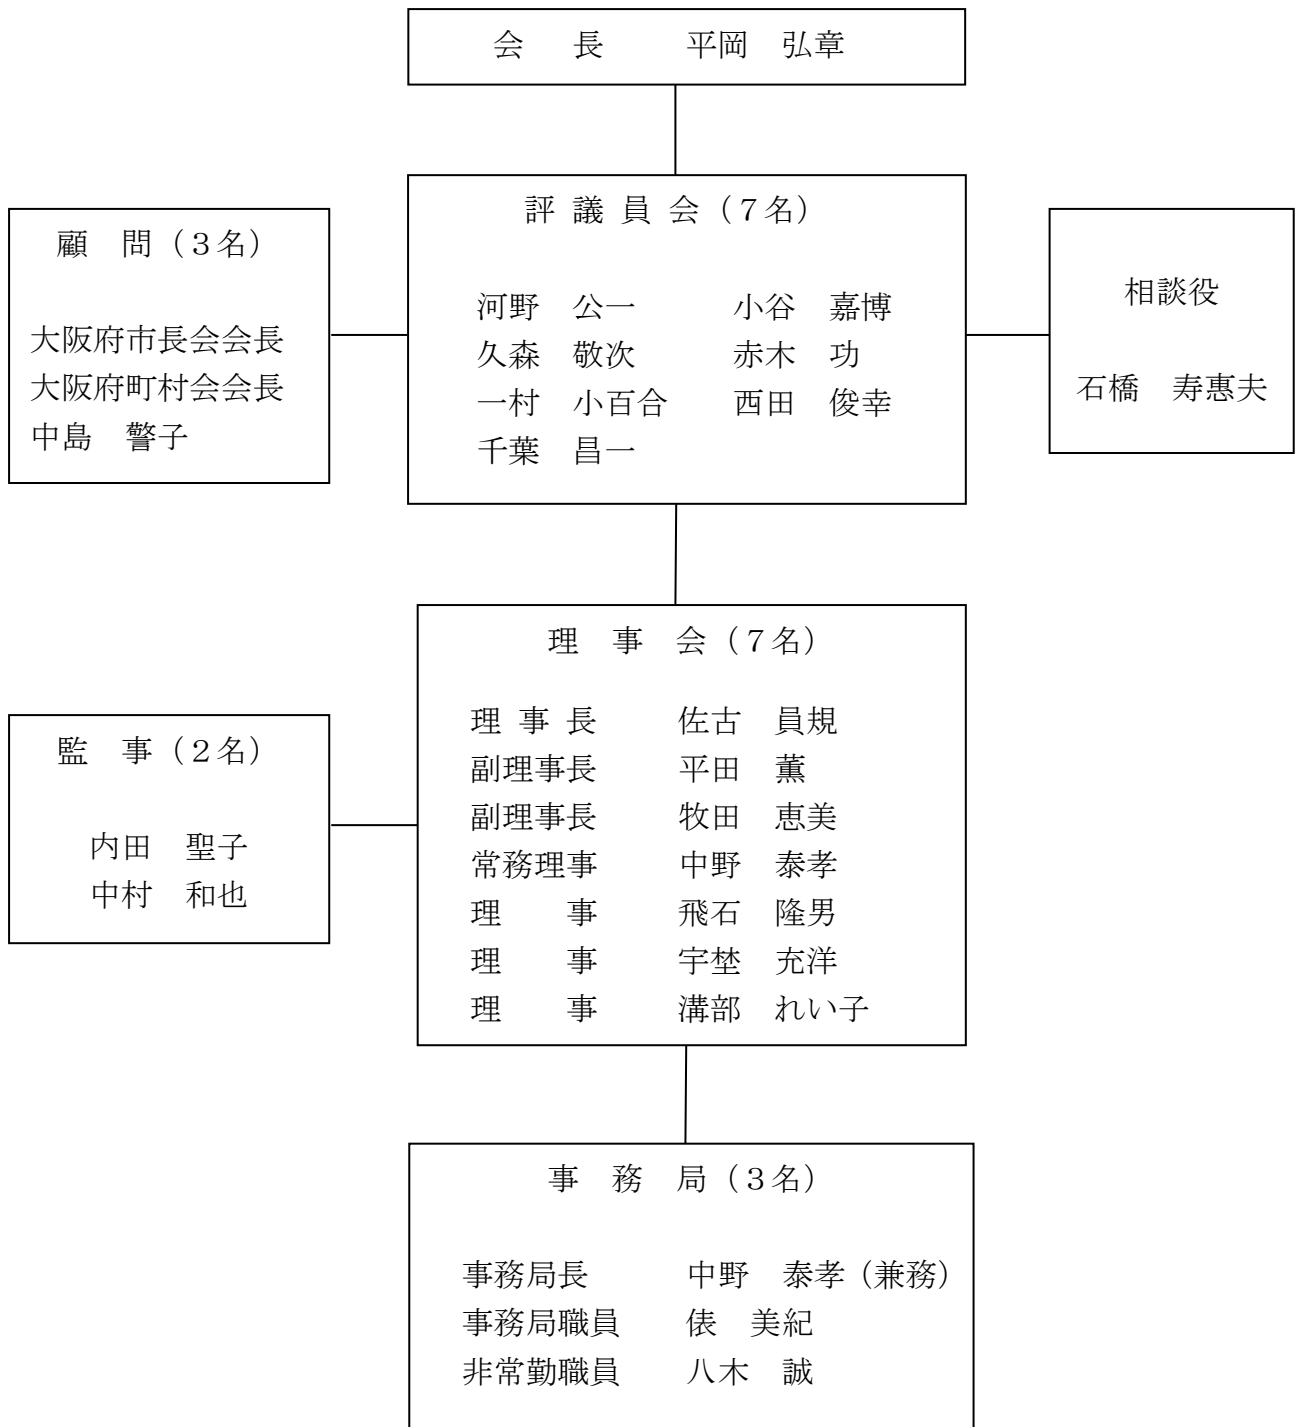 会　長　　平岡　弘章
評 議 員 会（７名）
河野　公一　　　小谷　嘉博
久森　敬次　　　赤木　功
一村　小百合　　西田　俊幸
千葉　昌一
顧　問（３名）
大阪府市長会会長
大阪府町村会会長
中島　警子
相談役
石橋　寿惠夫
理　事　会（７名）
理 事 長　　佐古　員規
副理事長　　平田　薫
副理事長　　牧田　恵美
常務理事　　中野　泰孝
理　　事　　飛石　隆男
理　　事　　宇埜　充洋
理　　事　　溝部　れい子
監　事（２名）
内田　聖子
中村　和也
事　務　局（３名）
事務局長　　中野　泰孝（兼務）
事務局職員　　俵　美紀
非常勤職員　　八木　誠